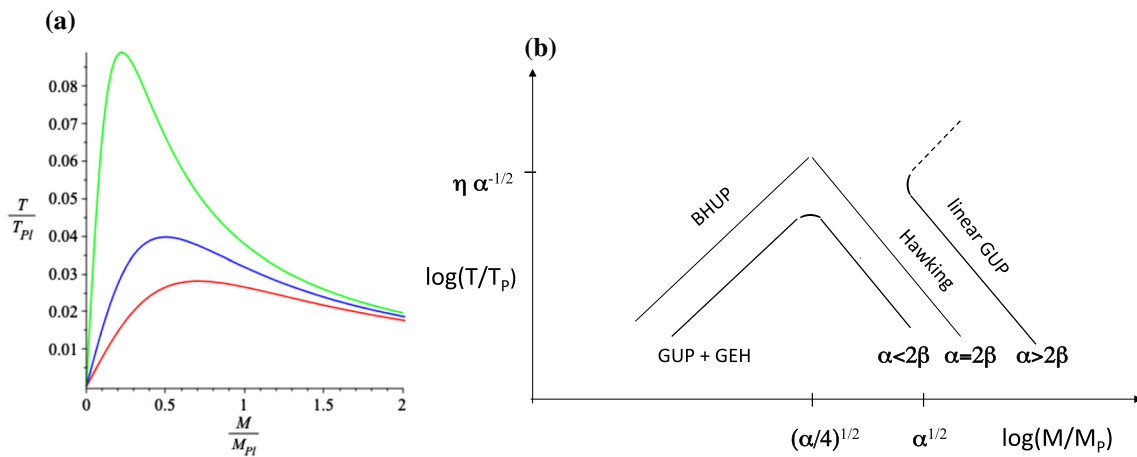 (a)
0.08
0.07
0.06
T
T_Pl
0.05
0.04
0.03
0.02
0.01
0 0.5 1 1.5 2
M
M_Pl
(b)
η α^-1/2
log(T/T_P)
BHUP
Hawking
linear GUP
GUP + GEH
α<2β α=2β α>2β
(α/4)^1/2 α^1/2 log(M/M_P)